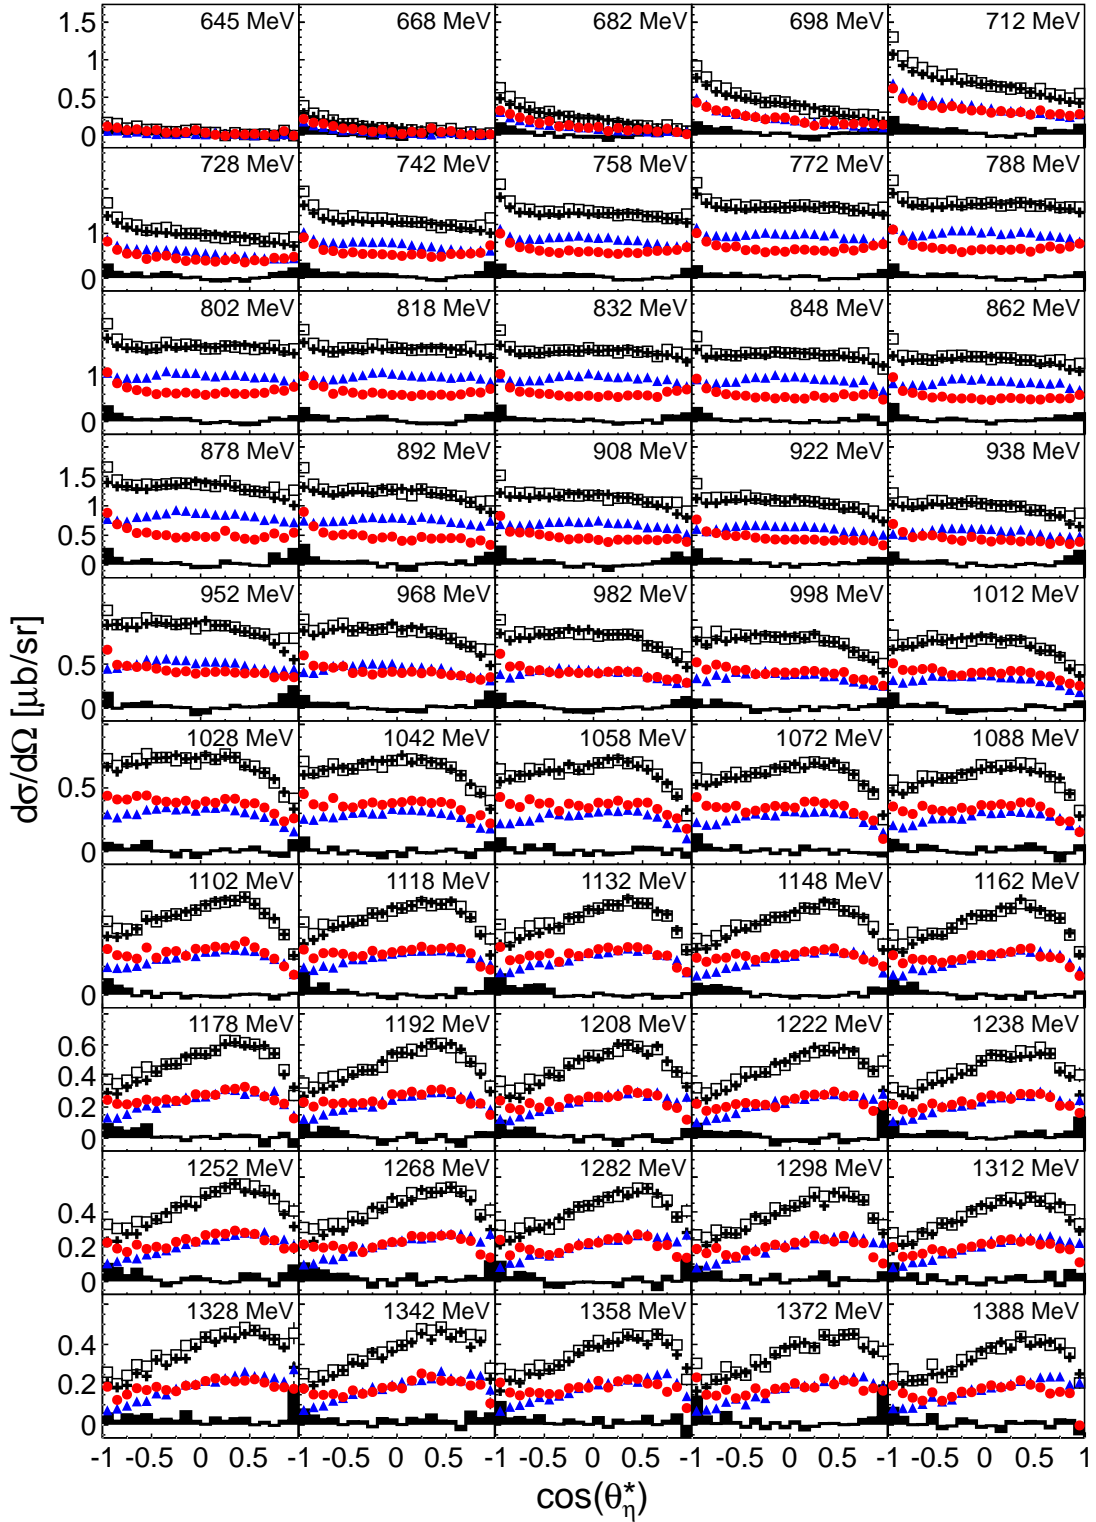 1.5 645 MeV 668 MeV 682 MeV 698 MeV 712 MeV
1
0.5
0
728 MeV 742 MeV 758 MeV 772 MeV 788 MeV
1
0
802 MeV 818 MeV 832 MeV 848 MeV 862 MeV
1
0
878 MeV 892 MeV 908 MeV 922 MeV 938 MeV
1.5
1
0.5
0
952 MeV 968 MeV 982 MeV 998 MeV 1012 MeV
0.5
0
1028 MeV 1042 MeV 1058 MeV 1072 MeV 1088 MeV
0.5
0
1102 MeV 1118 MeV 1132 MeV 1148 MeV 1162 MeV
0
1178 MeV 1192 MeV 1208 MeV 1222 MeV 1238 MeV
0.6
0.4
0.2
0
1252 MeV 1268 MeV 1282 MeV 1298 MeV 1312 MeV
0.4
0.2
0
1328 MeV 1342 MeV 1358 MeV 1372 MeV 1388 MeV
0.4
0.2
0
-1 -0.5 0 0.5 -1 -0.5 0 0.5 -1 -0.5 0 0.5 -1 -0.5 0 0.5 -1 -0.5 0 0.5 1
cos(θ*η)
dσ/dΩ [μb/sr]